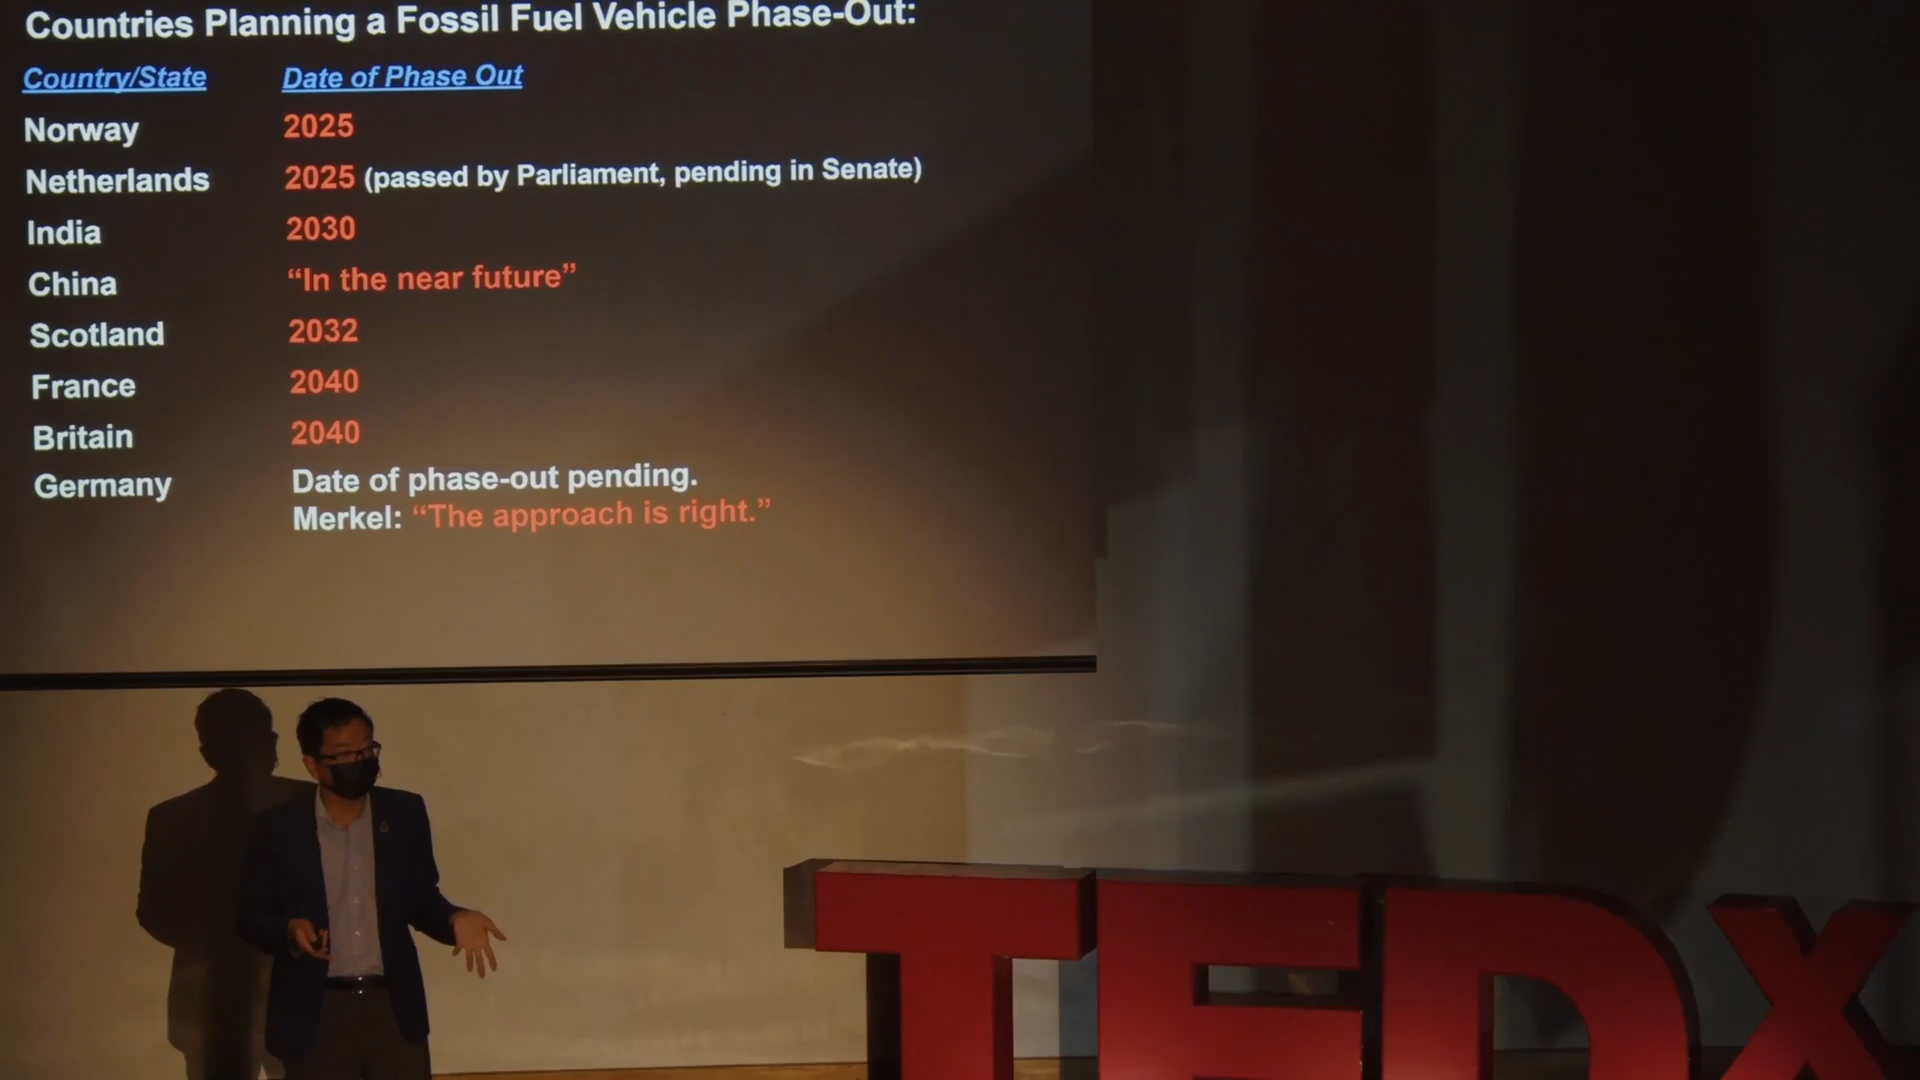 Countries Planning a Fossil Fuel Vehicle Phase-Out:
Country/State Date of Phase Out
Norway 2025
Netherlands 2025 (passed by Parliament, pending in Senate)
India 2030
China “In the near future”
Scotland 2032
France 2040
Britain 2040
Germany Date of phase-out pending.
Merkel: “The approach is right.”
TEDx